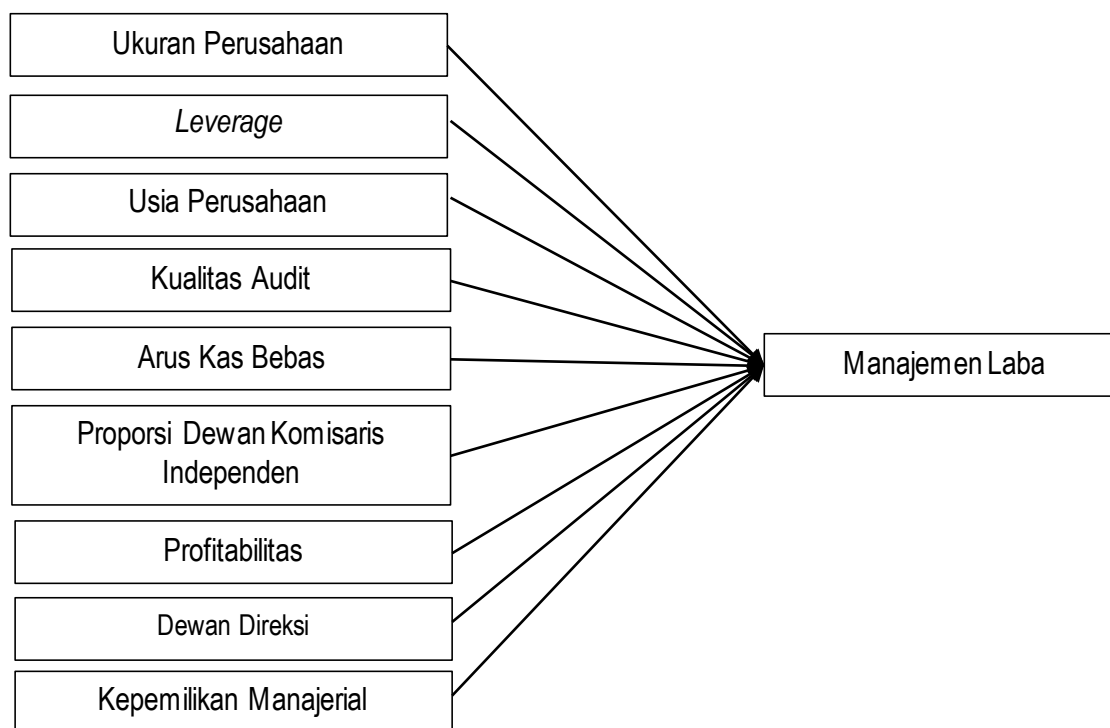 Ukuran Perusahaan
Leverage
Usia Perusahaan
Kualitas Audit
Arus Kas Bebas
Manajemen Laba
Proporsi Dewan Komisaris
Independen
Profitabilitas
Dewan Direksi
Kepemilikan Manajerial